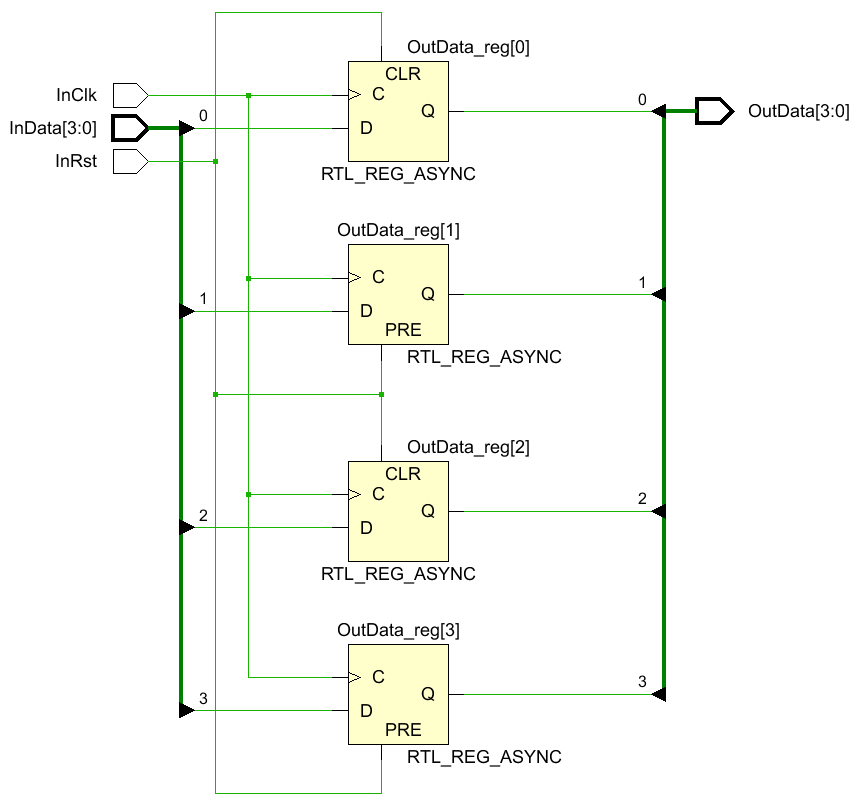 OutData_reg[0]
CLR
InClk
C
0
Q
0
OutData[3:0]
InData[3:0]
D
InRst
RTL_REG_ASYNC
OutData_reg[1]
C
1
Q
1
D
PRE
RTL_REG_ASYNC
OutData_reg[2]
CLR
C
2
Q
2
D
RTL_REG_ASYNC
OutData_reg[3]
C
3
Q
3
D
PRE
RTL_REG_ASYNC